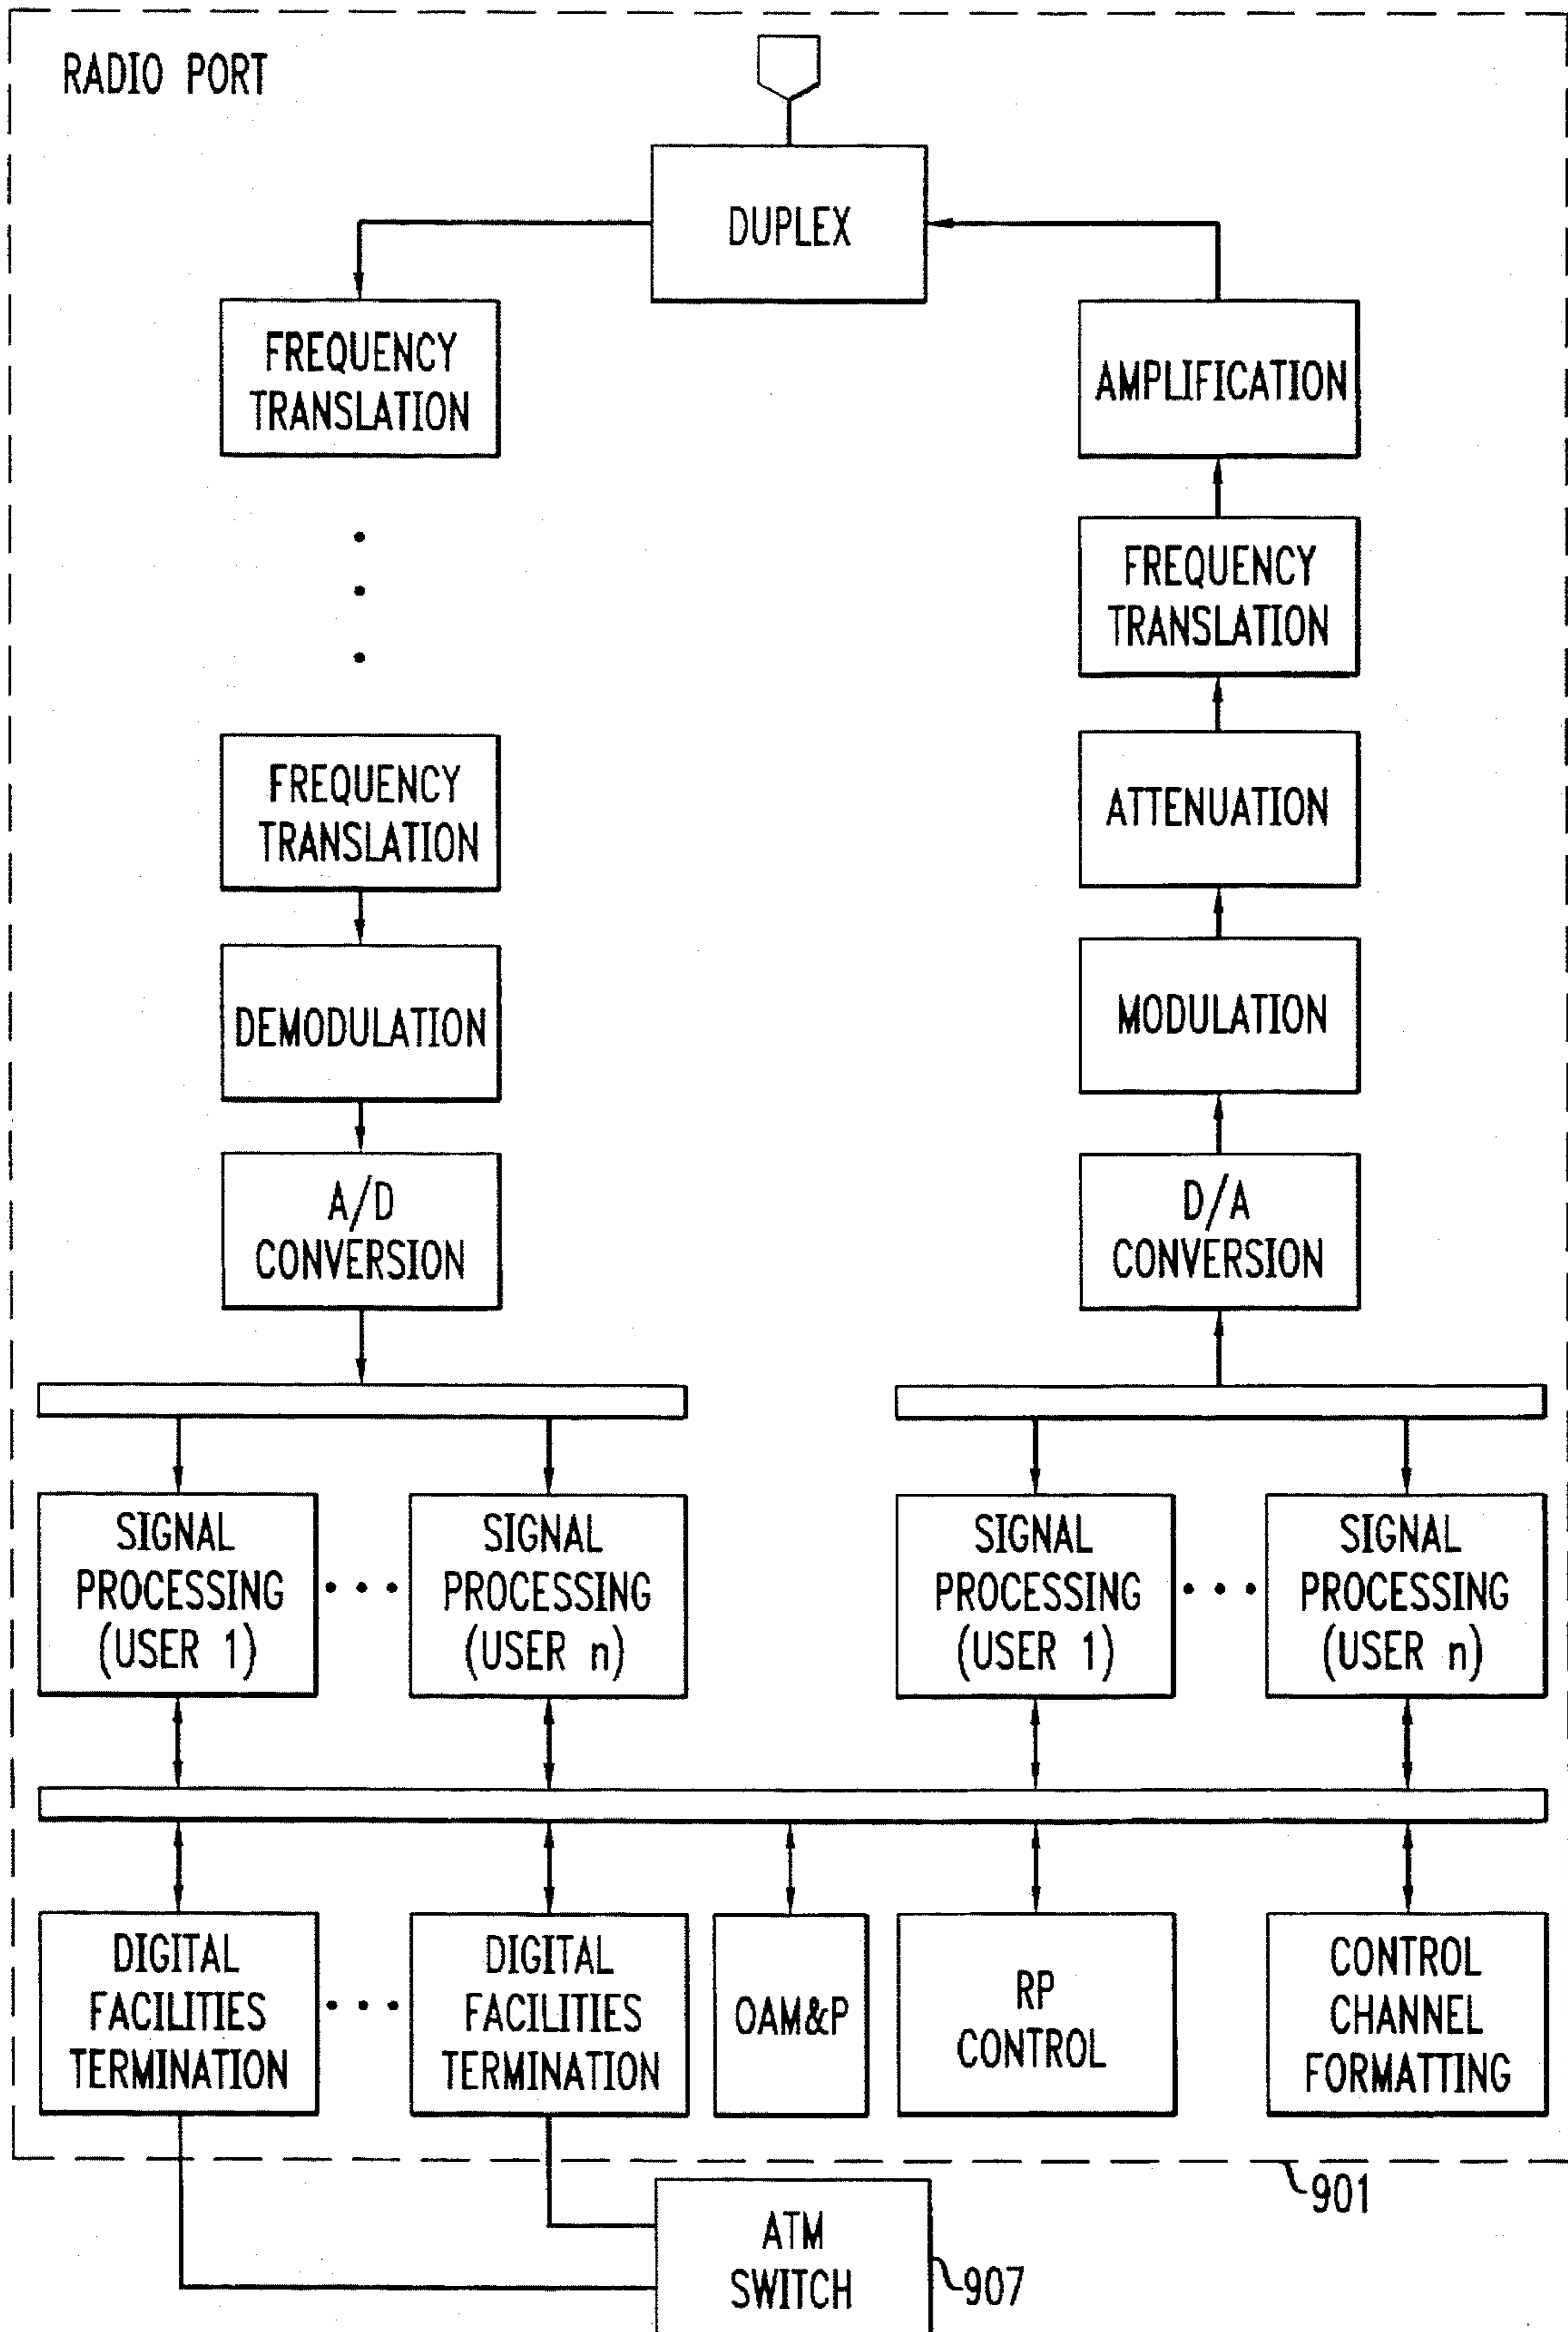 RADIO PORT
DUPLEX
FREQUENCY
TRANSLATION
AMPLIFICATION
FREQUENCY
TRANSLATION
FREQUENCY
TRANSLATION
ATTENUATION
DEMODULATION
MODULATION
A/D
CONVERSION
D/A
CONVERSION
SIGNAL
PROCESSING
(USER 1)
SIGNAL
PROCESSING
(USER n)
SIGNAL
PROCESSING
(USER 1)
SIGNAL
PROCESSING
(USER n)
DIGITAL
FACILITIES
TERMINATION
DIGITAL
FACILITIES
TERMINATION
OAM&P
RP
CONTROL
CONTROL
CHANNEL
FORMATTING
901
ATM
SWITCH
907